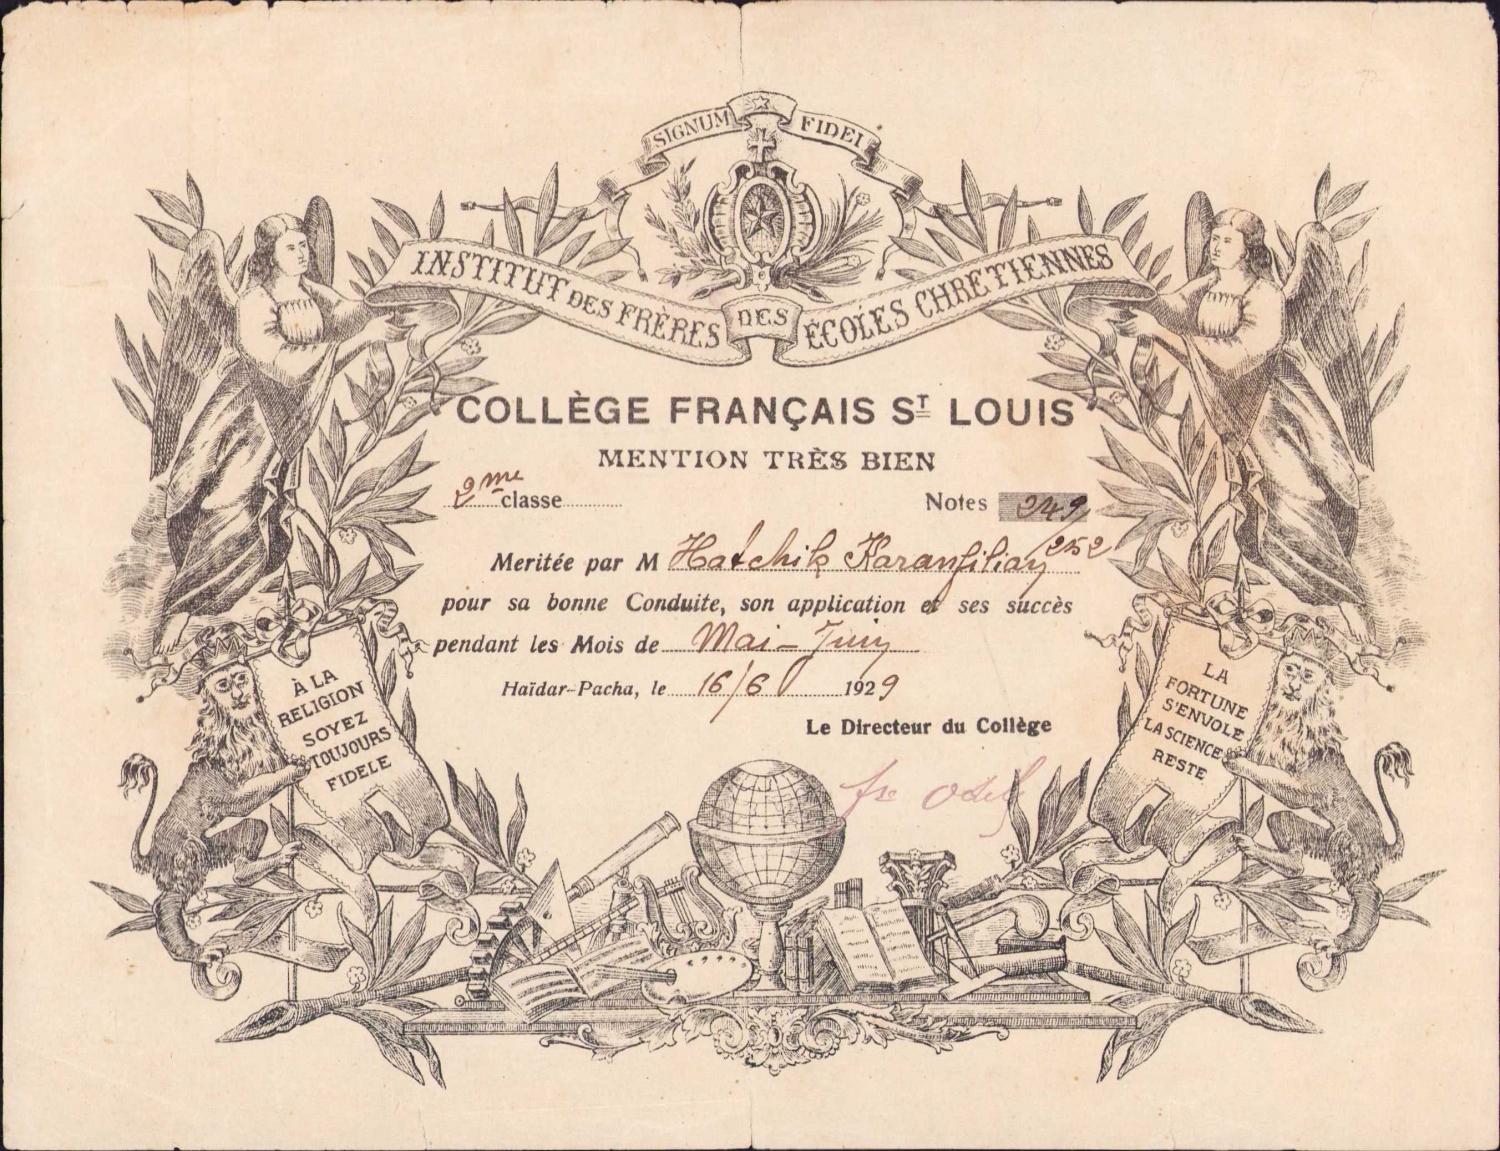 SIGNUM FIDEI
INSTITUT DES FRÈRES DES ÉCOLES CHRETIENNES
COLLÈGE FRANÇAIS ST LOUIS
MENTION TRÈS BIEN
2me classe Notes 249/252
Meritée par M Hatchik Karanfilian
pour sa bonne Conduite, son application et ses succès
pendant les Mois de Mai-Juin
Haïdar-Pacha, le 16/6 1929
Le Directeur du Collège
À LA
RELIGION
SOYEZ
TOUJOURS
FIDELE
LA
FORTUNE
S'ENVOLE
LA SCIENCE
RESTE